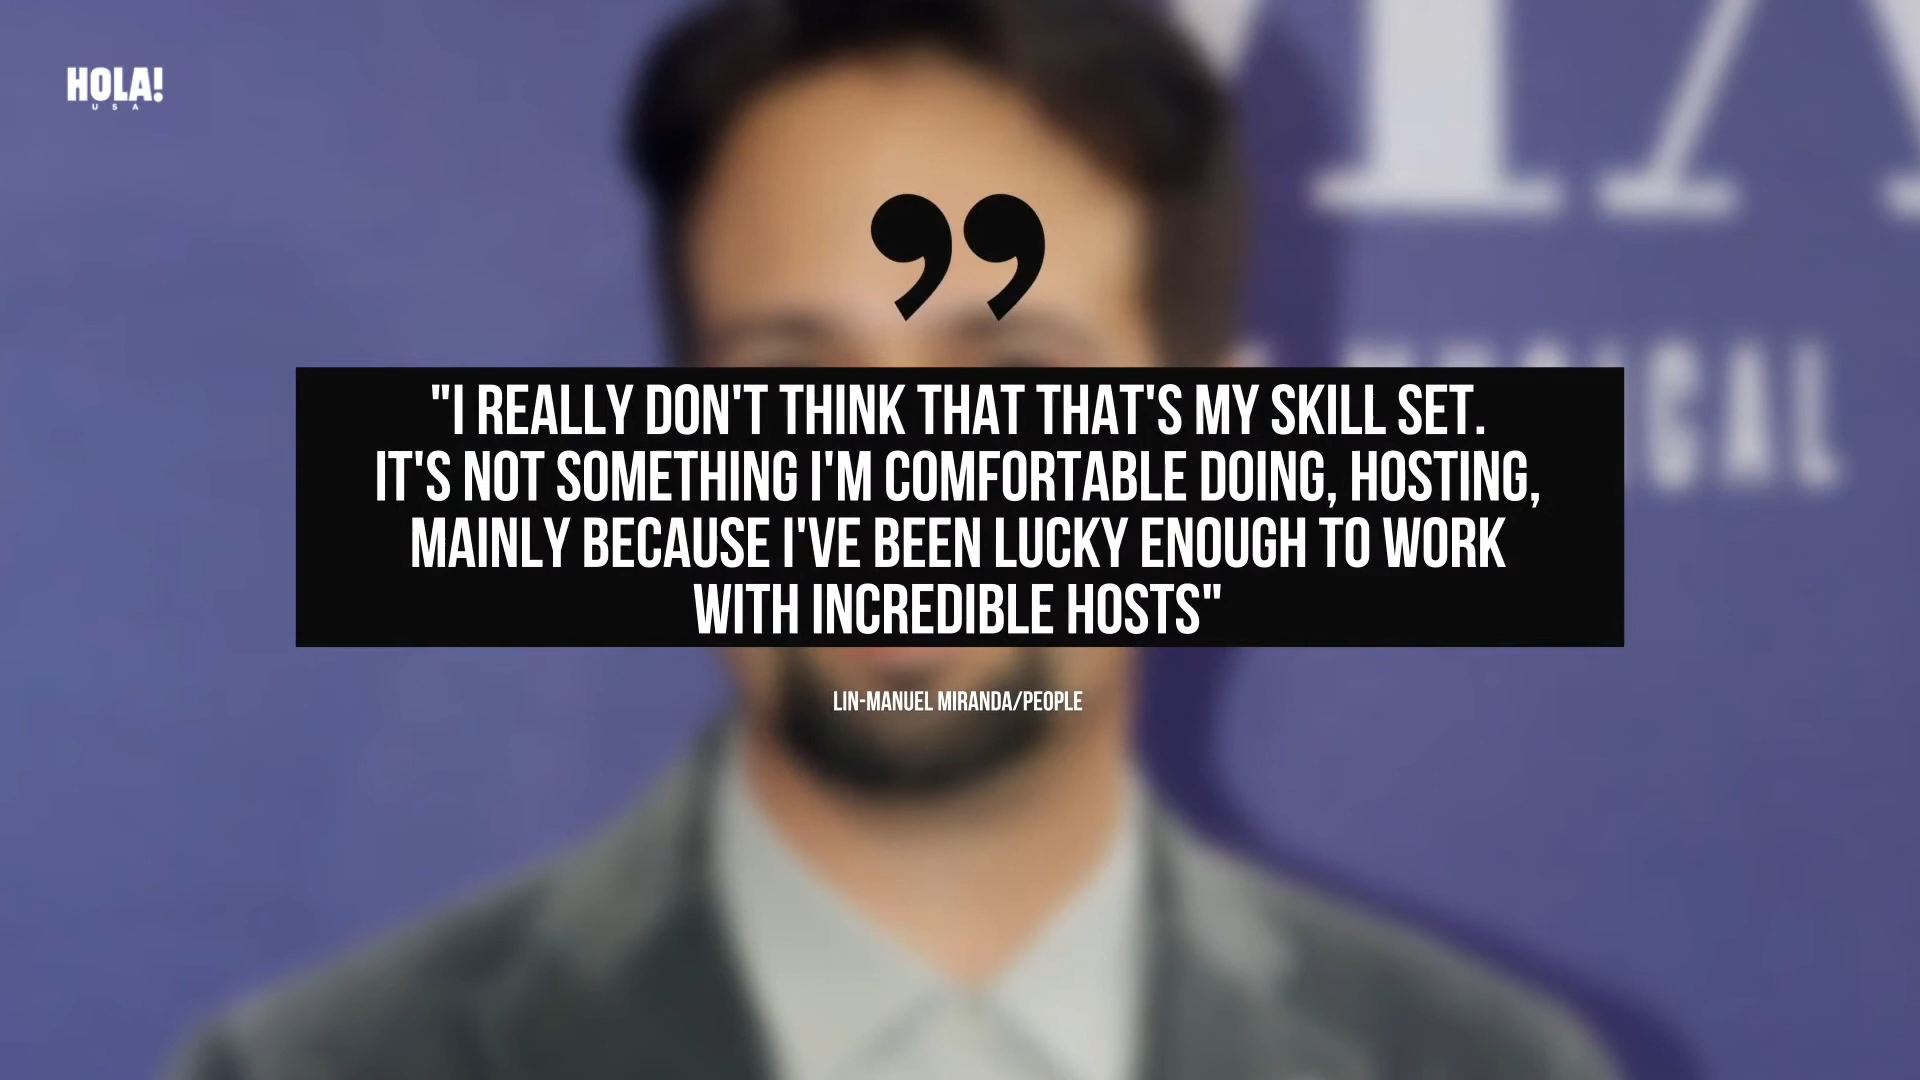 HOLA!
USA
"I REALLY DON'T THINK THAT THAT'S MY SKILL SET.
IT'S NOT SOMETHING I'M COMFORTABLE DOING, HOSTING,
MAINLY BECAUSE I'VE BEEN LUCKY ENOUGH TO WORK
WITH INCREDIBLE HOSTS"
LIN-MANUEL MIRANDA/PEOPLE